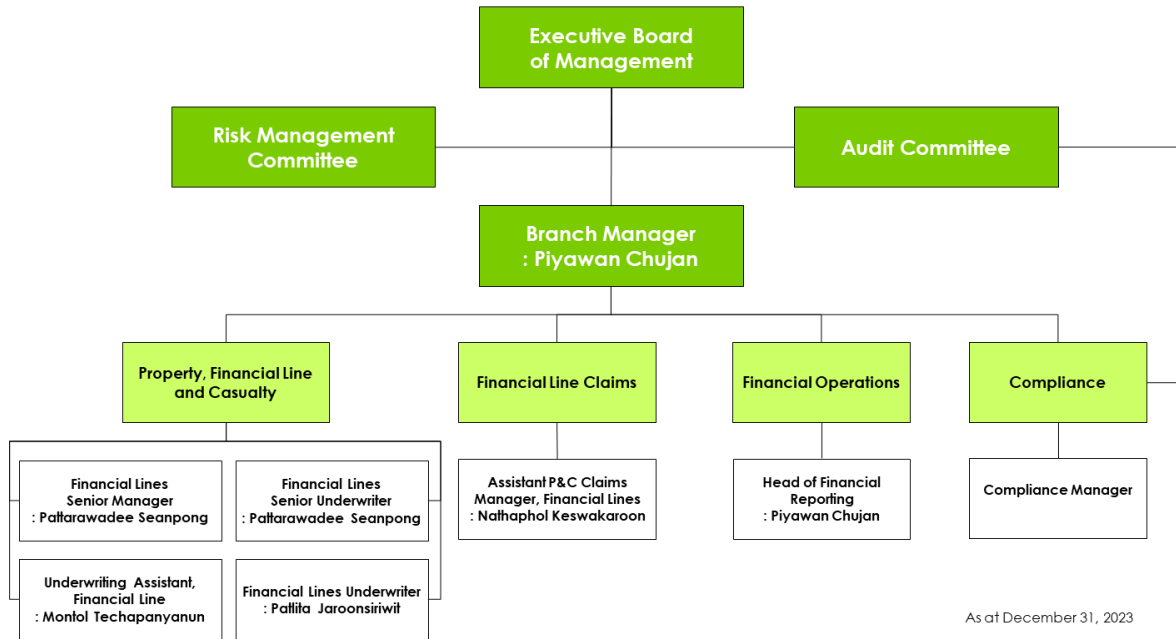 Executive Board
of Management
Risk Management
Committee
Audit Committee
Branch Manager
: Piyawan Chujan
Property, Financial Line
and Casualty
Financial Line Claims
Financial Operations
Compliance
Financial Lines
Senior Manager
: Pattarawadee Seanpong
Financial Lines
Senior Underwriter
: Pattarawadee Seanpong
Assistant P&C Claims
Manager, Financial Lines
: Nathaphol Keswakaroon
Head of Financial
Reporting
: Piyawan Chujan
Compliance Manager
Underwriting Assistant,
Financial Line
: Montol Techapanyanun
Financial Lines Underwriter
: Patlita Jaroonsiriwit
As at December 31, 2023